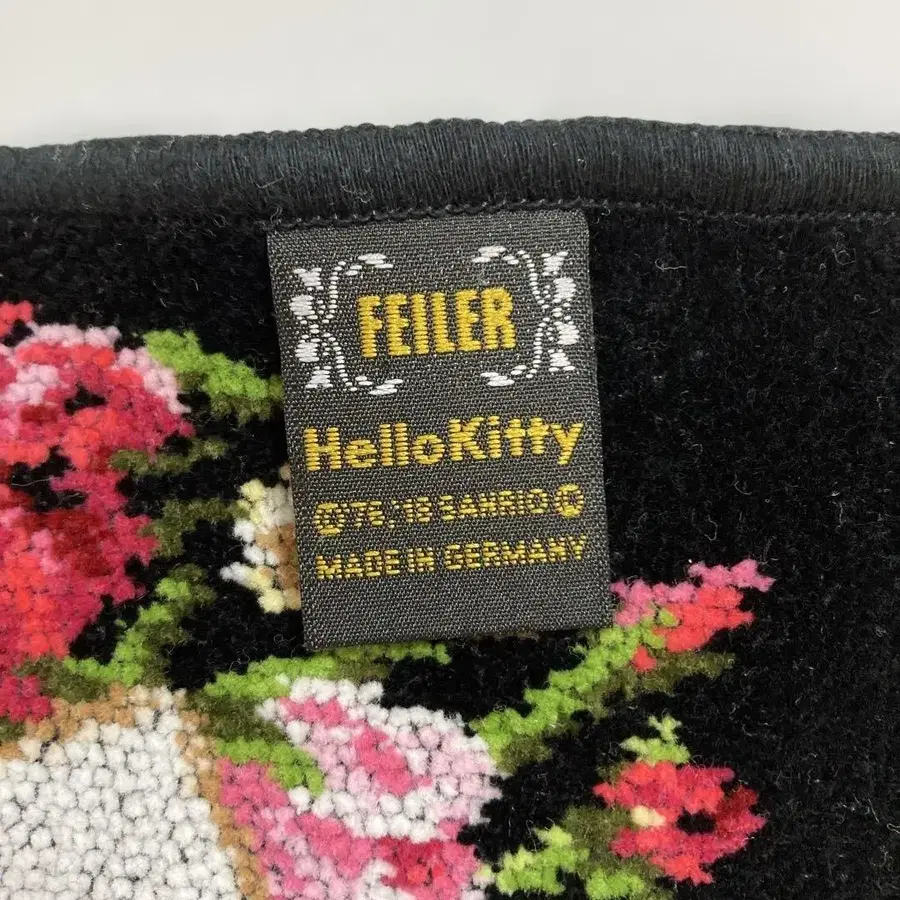 FEILER
HelloKitty
©'76,'18 SANRIO Ⓛ
MADE IN GERMANY